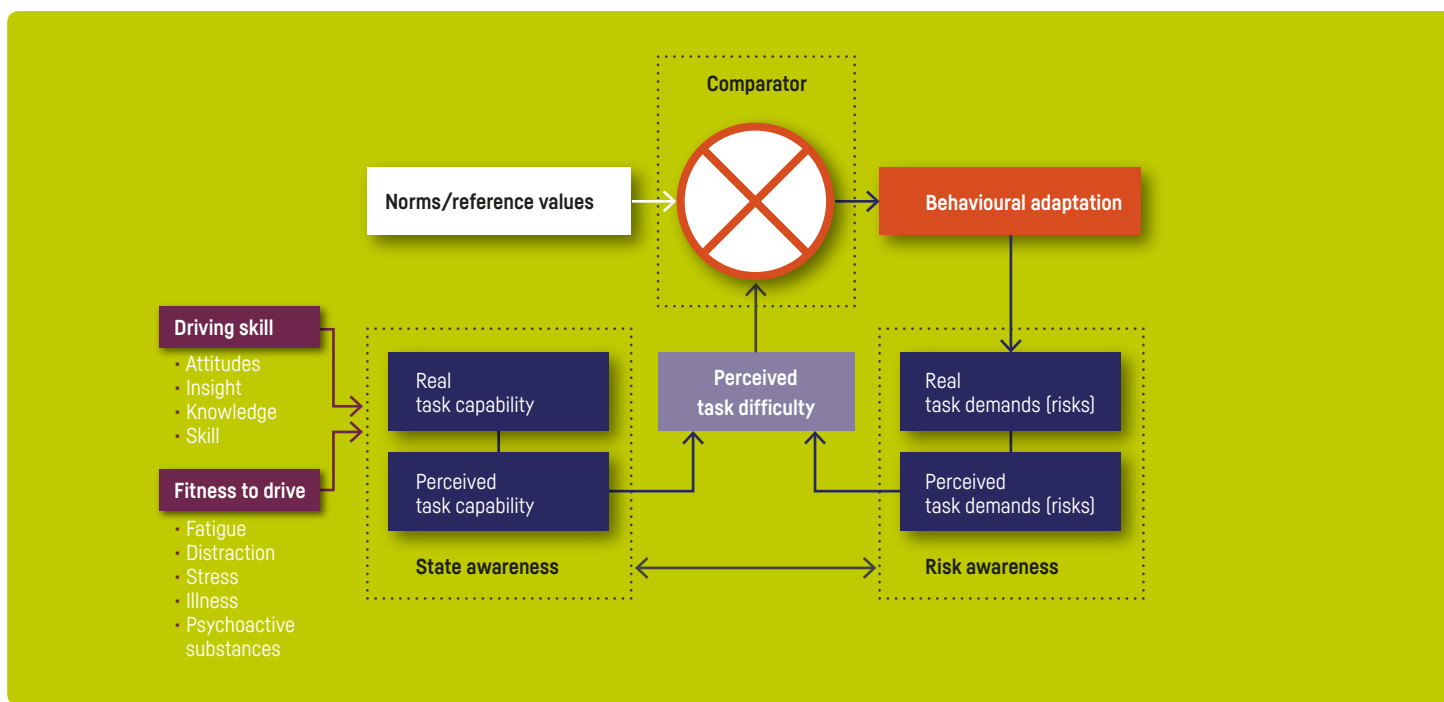 Comparator
Norms/reference values
Behavioural adaptation
Driving skill
• Attitudes
• Insight
• Knowledge
• Skill
Fitness to drive
• Fatigue
• Distraction
• Stress
• Illness
• Psychoactive
substances
Real
task capability
Perceived
task capability
State awareness
Perceived
task difficulty
Real
task demands (risks)
Perceived
task demands (risks)
Risk awareness